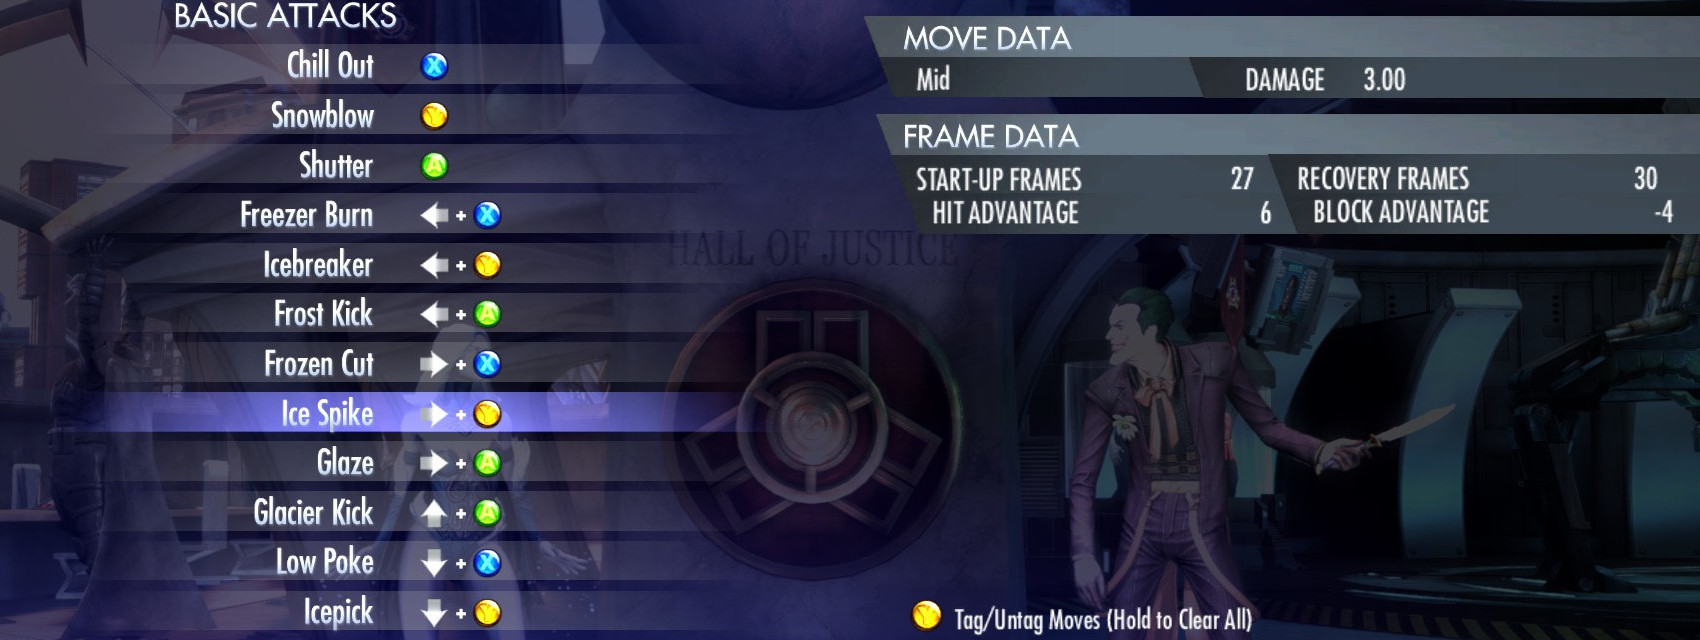 BASIC ATTACKS
Chill Out X
Snowblow Y
Shutter A
Freezer Burn + X
Icebreaker + Y
Frost Kick + A
Frozen Cut + X
Ice Spike + Y
Glaze + A
Glacier Kick + A
Low Poke + X
Icepick + Y
MOVE DATA
Mid DAMAGE 3.00
FRAME DATA
START-UP FRAMES 27 RECOVERY FRAMES 30
HIT ADVANTAGE 6 BLOCK ADVANTAGE -4
HALL OF JUSTICE
Y Tag/Untag Moves (Hold to Clear All)